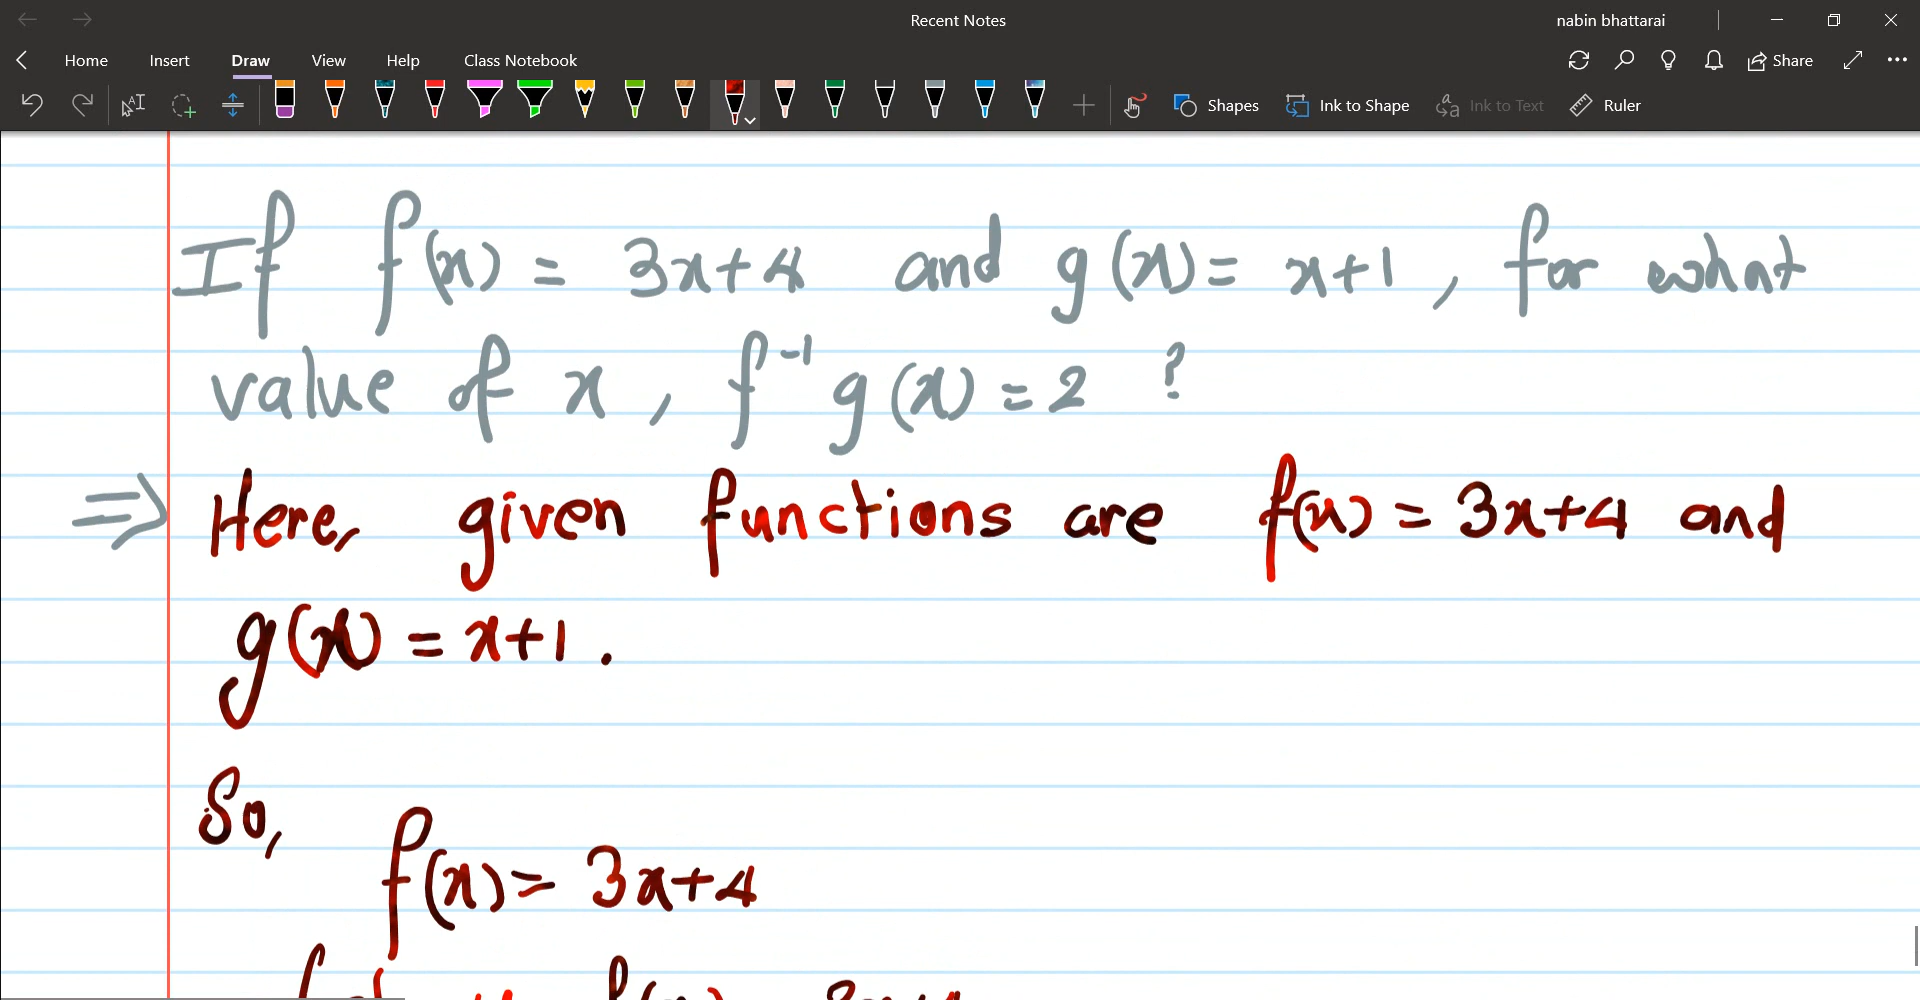 Recent Notes
nabin bhattarai
Home Insert Draw View Help Class Notebook Share
Shapes Ink to Shape Ink to Text Ruler
If f(x) = 3x+4 and g(x) = x+1, for what
value of x, f⁻¹g(x) = 2 ?
⇒ Here, given functions are f(x) = 3x+4 and
g(x) = x+1.
So,
f(x) = 3x+4